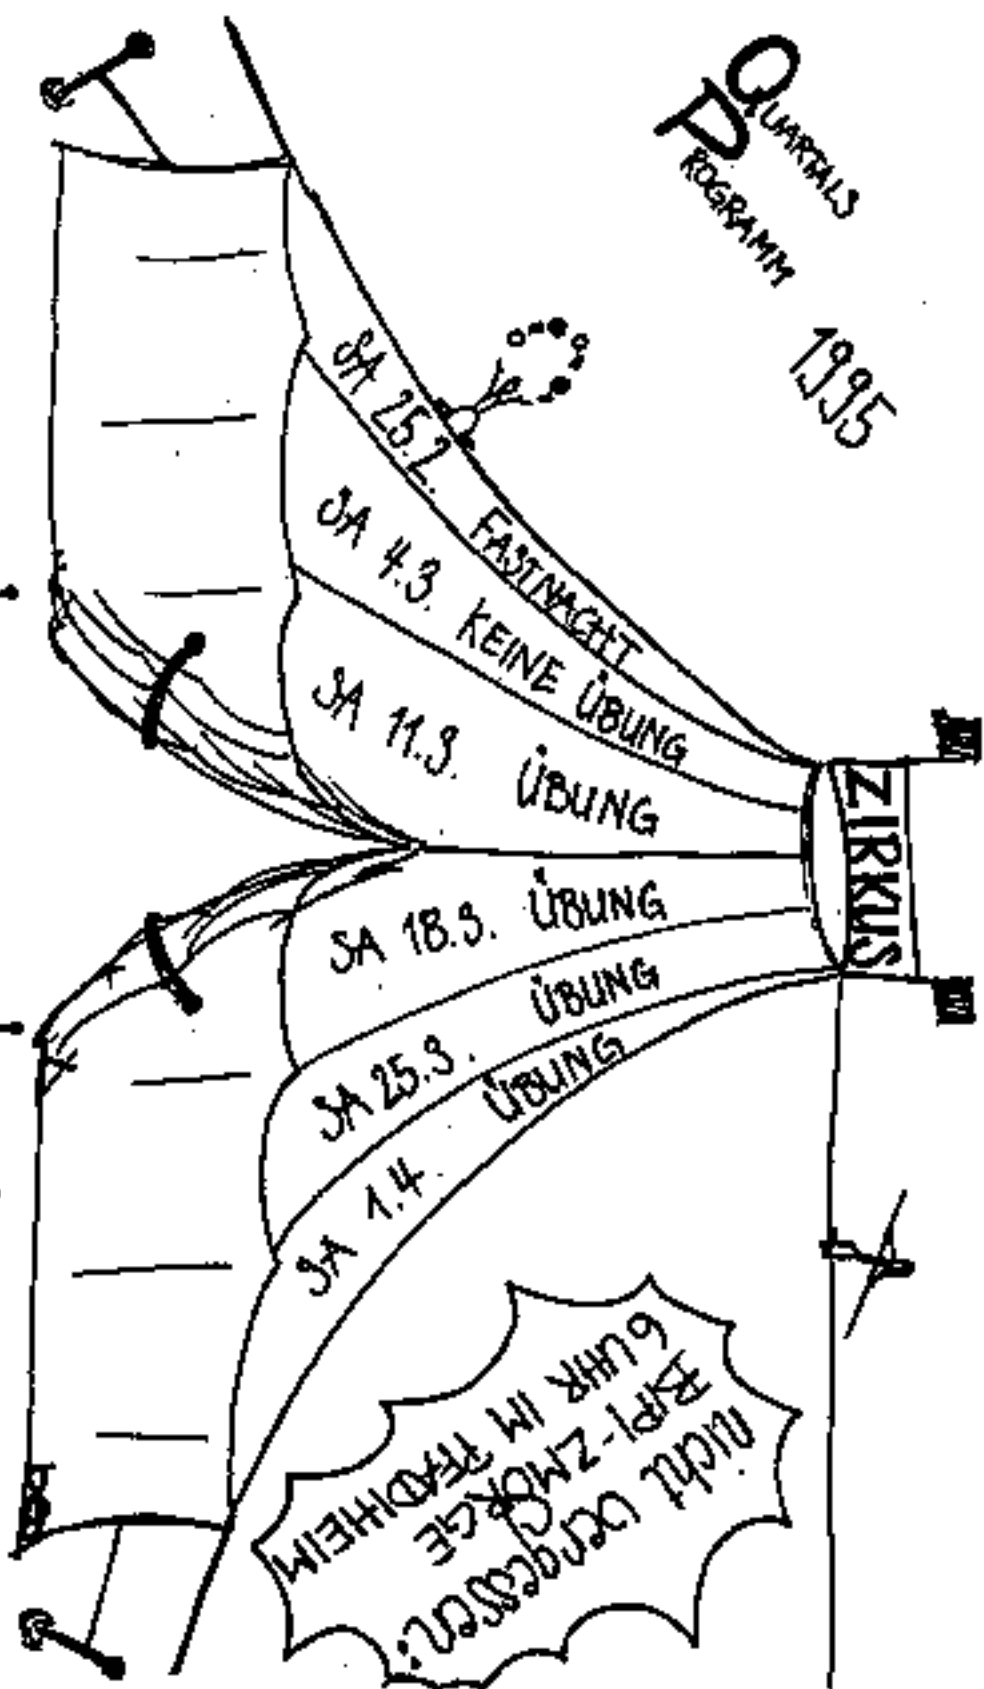 QUARTALS
PROGRAMM
1995
ZIRKUS
SA 25.2. FASTNACHT
SA 4.3. KEINE ÜBUNG
SA 11.3. ÜBUNG
SA 18.3. ÜBUNG
SA 25.3. ÜBUNG
SA 1.4. ÜBUNG
Nicht vergessen:
BIPI-ZMORGE
6 UHR IM PFADIHEIM